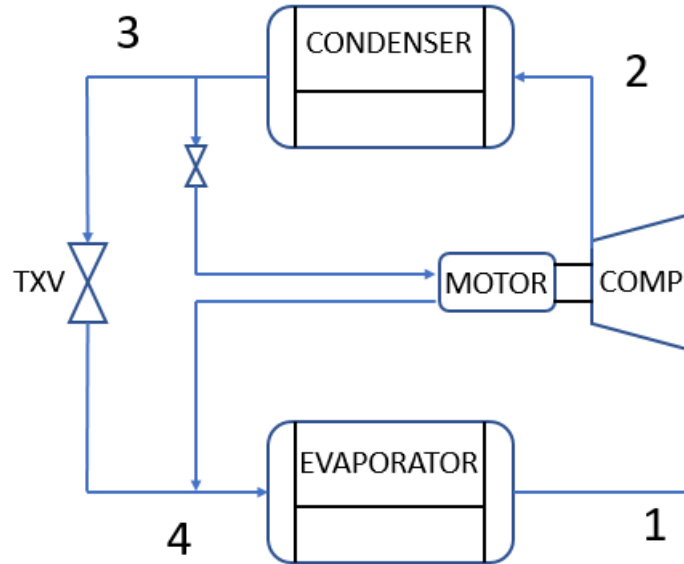 3
CONDENSER
2
TXV
MOTOR
COMP
EVAPORATOR
4
1